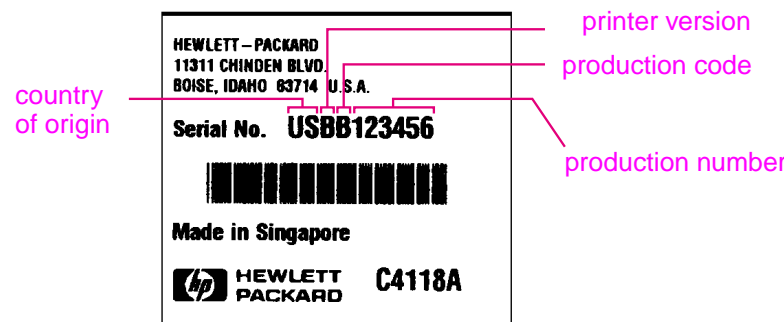 printer version
HEWLETT-PACKARD
11311 CHINDEN BLVD.
production code
BOISE, IDAHO 83714 U.S.A.
country
of origin
Serial No. USBB123456
production number
Made in Singapore
hp HEWLETT
PACKARD
C4118A